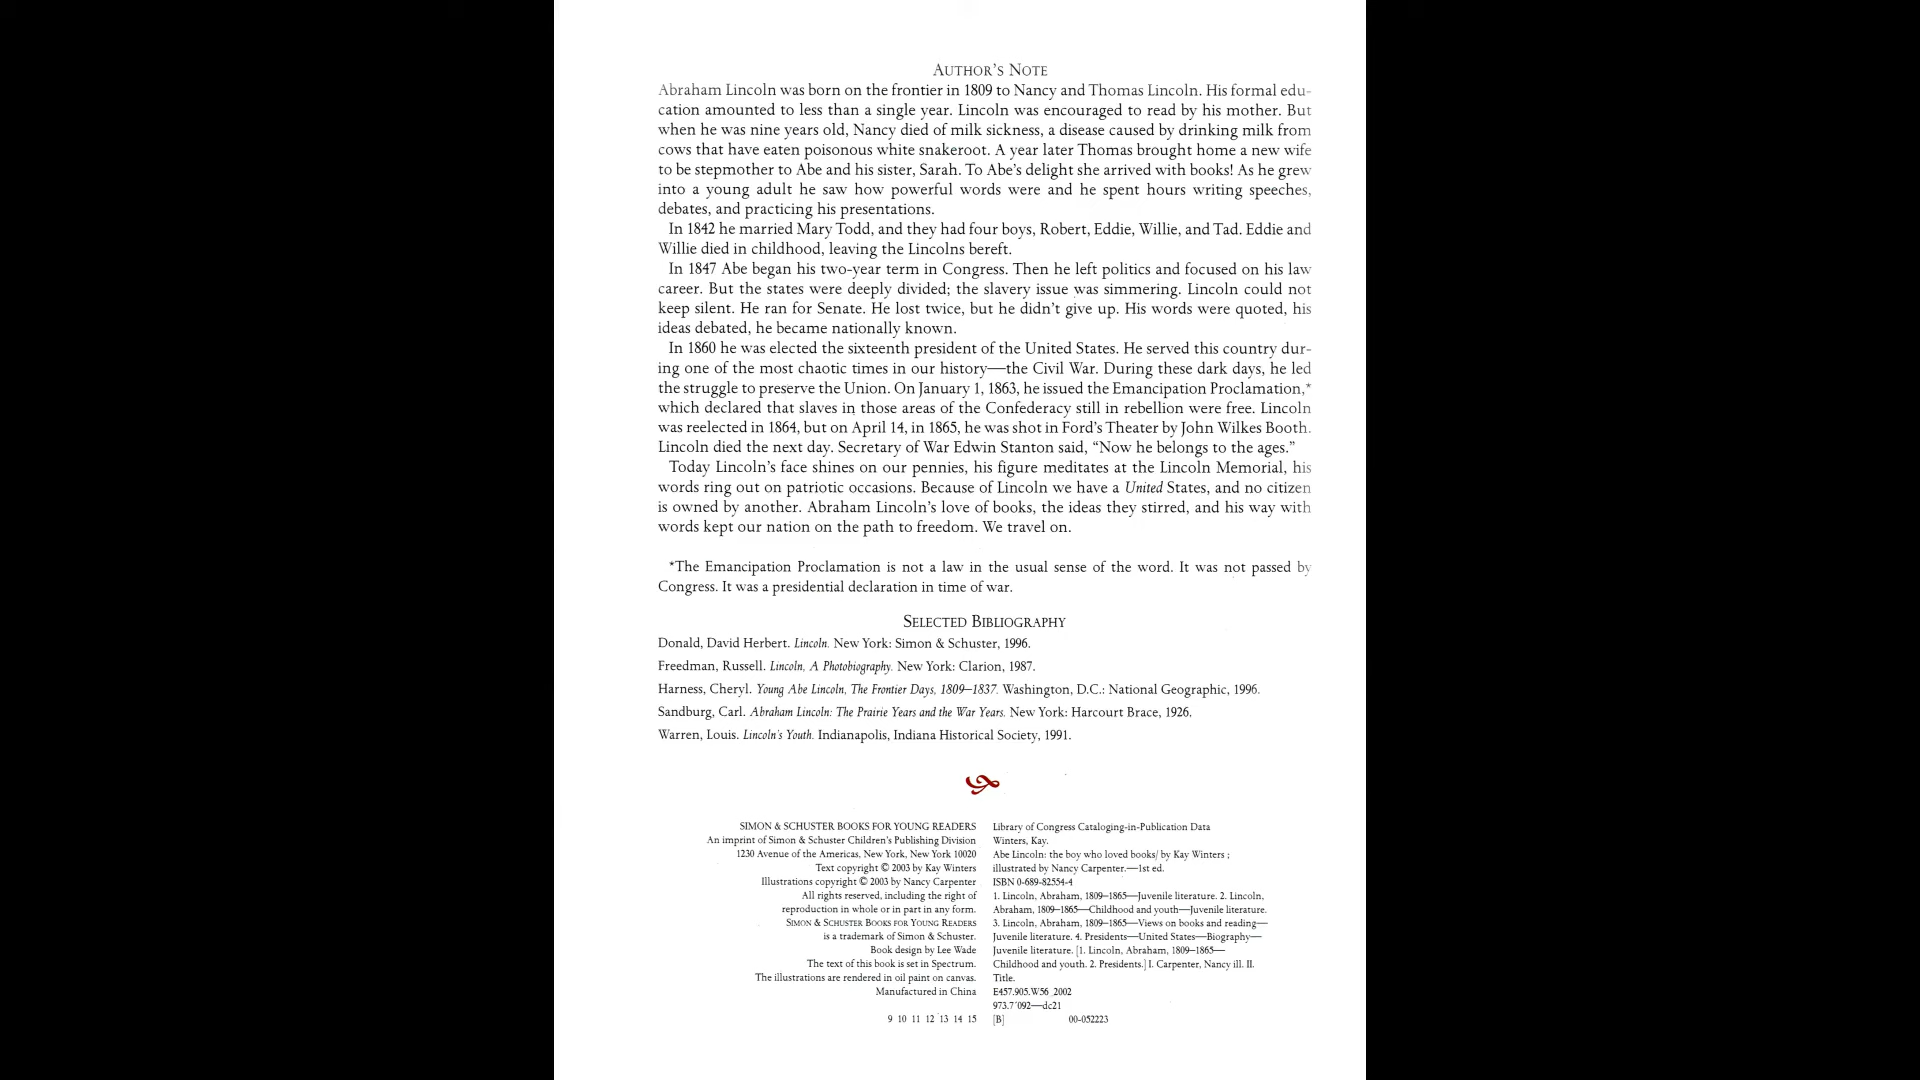 AUTHOR'S NOTE
Abraham Lincoln was born on the frontier in 1809 to Nancy and Thomas Lincoln. His formal edu-
cation amounted to less than a single year. Lincoln was encouraged to read by his mother. But
when he was nine years old, Nancy died of milk sickness, a disease caused by drinking milk from
cows that have eaten poisonous white snakeroot. A year later Thomas brought home a new wife
to be stepmother to Abe and his sister, Sarah. To Abe's delight she arrived with books! As he grew
into a young adult he saw how powerful words were and he spent hours writing speeches,
debates, and practicing his presentations.
In 1842 he married Mary Todd, and they had four boys, Robert, Eddie, Willie, and Tad. Eddie and
Willie died in childhood, leaving the Lincolns bereft.
In 1847 Abe began his two-year term in Congress. Then he left politics and focused on his law
career. But the states were deeply divided; the slavery issue was simmering. Lincoln could not
keep silent. He ran for Senate. He lost twice, but he didn't give up. His words were quoted, his
ideas debated, he became nationally known.
In 1860 he was elected the sixteenth president of the United States. He served this country dur-
ing one of the most chaotic times in our history—the Civil War. During these dark days, he led
the struggle to preserve the Union. On January 1, 1863, he issued the Emancipation Proclamation,*
which declared that slaves in those areas of the Confederacy still in rebellion were free. Lincoln
was reelected in 1864, but on April 14, in 1865, he was shot in Ford's Theater by John Wilkes Booth.
Lincoln died the next day. Secretary of War Edwin Stanton said, "Now he belongs to the ages."
Today Lincoln's face shines on our pennies, his figure meditates at the Lincoln Memorial, his
words ring out on patriotic occasions. Because of Lincoln we have a United States, and no citizen
is owned by another. Abraham Lincoln's love of books, the ideas they stirred, and his way with
words kept our nation on the path to freedom. We travel on.
*The Emancipation Proclamation is not a law in the usual sense of the word. It was not passed by
Congress. It was a presidential declaration in time of war.
SELECTED BIBLIOGRAPHY
Donald, David Herbert. Lincoln. New York: Simon & Schuster, 1996.
Freedman, Russell. Lincoln, A Photobiography. New York: Clarion, 1987.
Harness, Cheryl. Young Abe Lincoln, The Frontier Days, 1809–1837. Washington, D.C.: National Geographic, 1996.
Sandburg, Carl. Abraham Lincoln: The Prairie Years and the War Years. New York: Harcourt Brace, 1926.
Warren, Louis. Lincoln's Youth. Indianapolis, Indiana Historical Society, 1991.
SIMON & SCHUSTER BOOKS FOR YOUNG READERS
An imprint of Simon & Schuster Children's Publishing Division
1230 Avenue of the Americas, New York, New York 10020
Text copyright © 2003 by Kay Winters
Illustrations copyright © 2003 by Nancy Carpenter
All rights reserved, including the right of
reproduction in whole or in part in any form.
SIMON & SCHUSTER BOOKS FOR YOUNG READERS
is a trademark of Simon & Schuster.
Book design by Lee Wade
The text of this book is set in Spectrum.
The illustrations are rendered in oil paint on canvas.
Manufactured in China
9 10 11 12 13 14 15
Library of Congress Cataloging-in-Publication Data
Winters, Kay.
Abe Lincoln: the boy who loved books/ by Kay Winters ;
illustrated by Nancy Carpenter.—1st ed.
ISBN 0-689-82554-4
1. Lincoln, Abraham, 1809–1865—Juvenile literature. 2. Lincoln,
Abraham, 1809–1865—Childhood and youth—Juvenile literature.
3. Lincoln, Abraham, 1809–1865—Views on books and reading—
Juvenile literature. 4. Presidents—United States—Biography—
Juvenile literature. [1. Lincoln, Abraham, 1809–1865—
Childhood and youth. 2. Presidents.] I. Carpenter, Nancy ill. II.
Title.
E457.905.W56 2002
973.7'092—dc21
[B] 00-052223